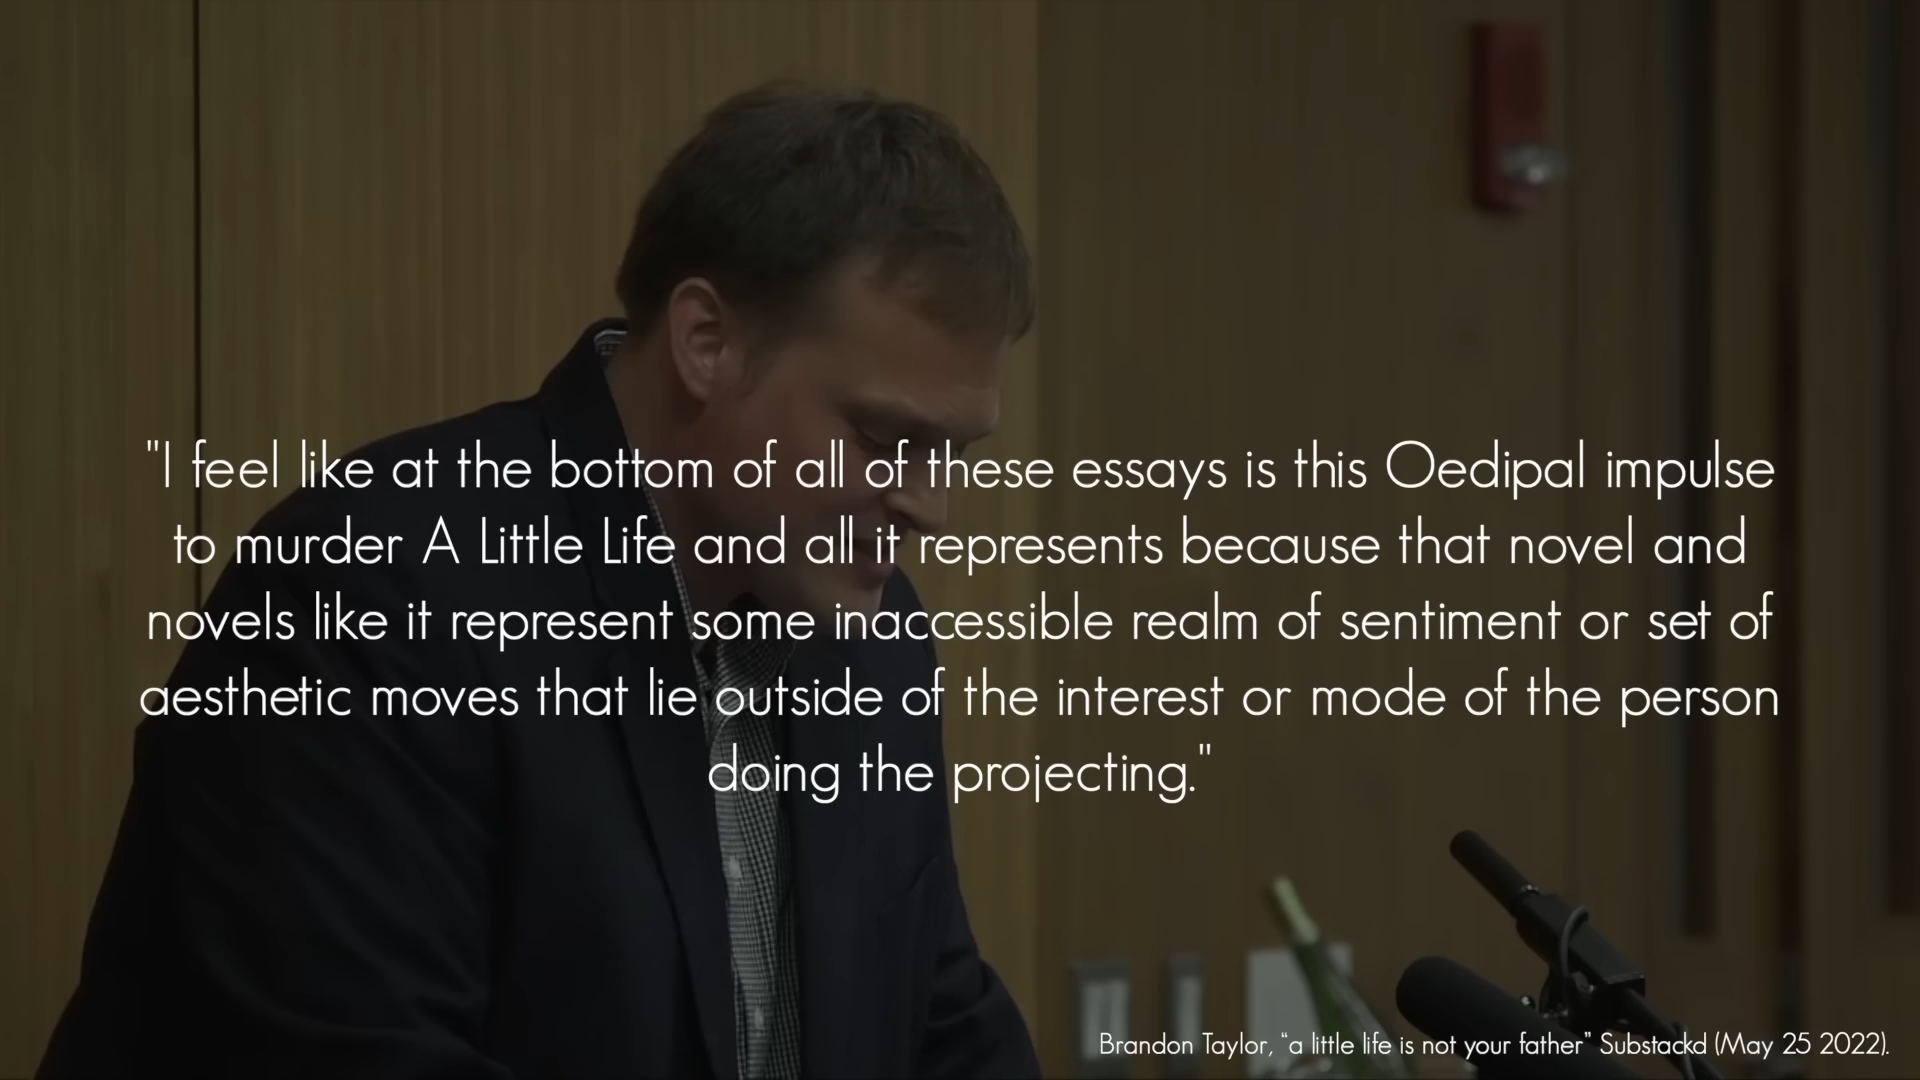 "I feel like at the bottom of all of these essays is this Oedipal impulse
to murder A Little Life and all it represents because that novel and
novels like it represent some inaccessible realm of sentiment or set of
aesthetic moves that lie outside of the interest or mode of the person
doing the projecting."
Brandon Taylor, “a little life is not your father” Substackd (May 25 2022).